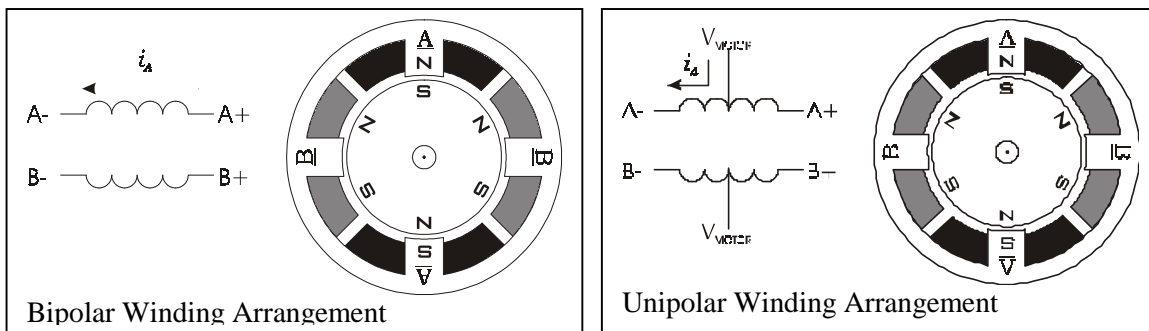 A
i_A
N
S
A-
A+
N
N
B
B
B-
B+
S
S
N
S
A
Bipolar Winding Arrangement
V_MOTOR
A
N
i_A
S
A-
A+
N
N
B
B
B-
B+
S
S
N
V_MOTOR
S
A
Unipolar Winding Arrangement